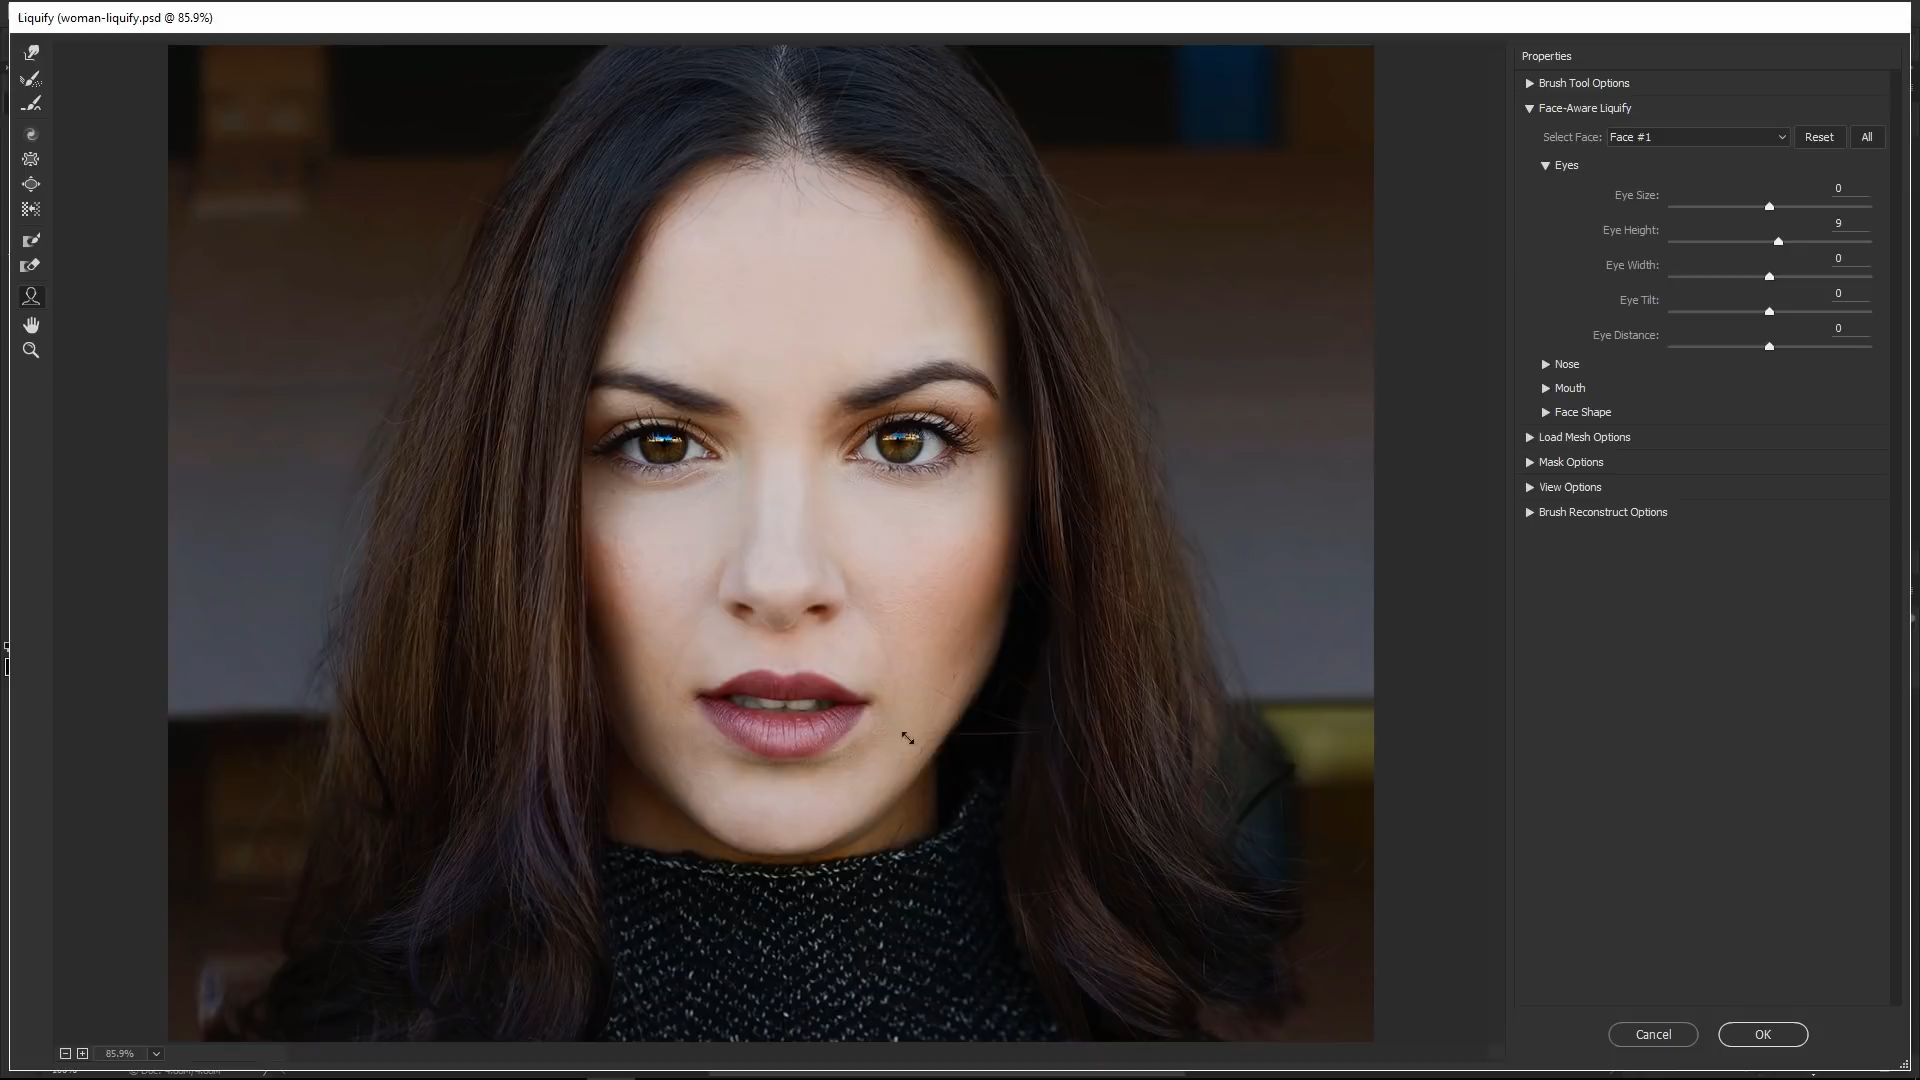 Liquify (woman-liquify.psd @ 85.9%)
Properties
Brush Tool Options
Face-Aware Liquify
Select Face: Face #1 Reset All
Eyes
Eye Size: 0
Eye Height: 9
Eye Width: 0
Eye Tilt: 0
Eye Distance: 0
Nose
Mouth
Face Shape
Load Mesh Options
Mask Options
View Options
Brush Reconstruct Options
Cancel OK
85.9%